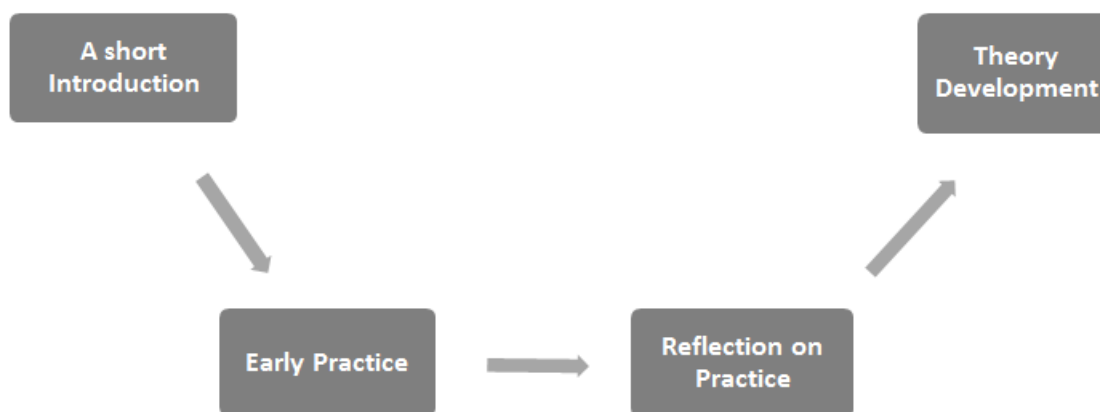 A short
Introduction
Theory
Development
Early Practice
Reflection on
Practice